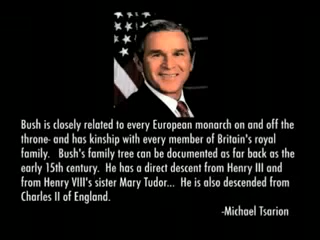 Bush is closely related to every European monarch on and off the
throne- and has kinship with every member of Britain's royal
family.   Bush's family tree can be documented as far back as the
early 15th century.  He has a direct descent from Henry III and
from Henry VIII's sister Mary Tudor...  He is also descended from
Charles II of England.
-Michael Tsarion